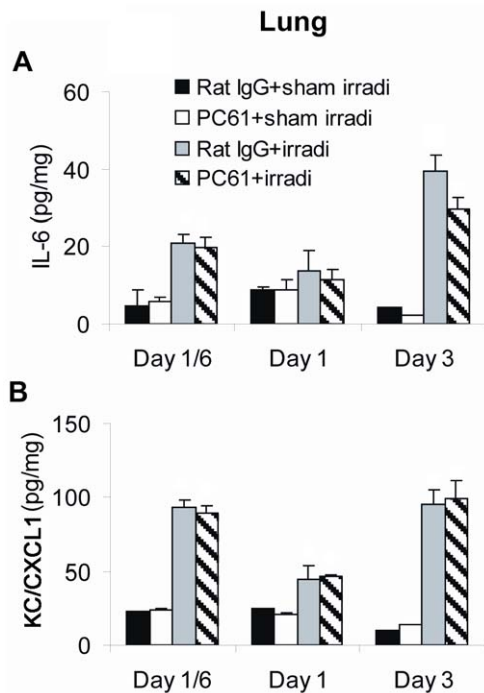 Lung
A
Rat IgG+sham irradi
PC61+sham irradi
Rat IgG+irradi
PC61+irradi
IL-6 (pg/mg)
60
40
20
0
Day 1/6 Day 1 Day 3
B
KC/CXCL1 (pg/mg)
150
100
50
0
Day 1/6 Day 1 Day 3